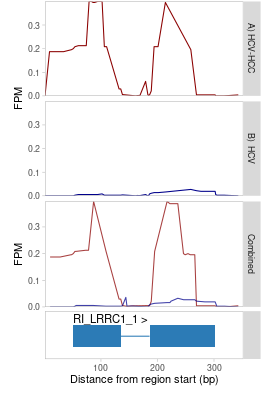 0.3
0.2
0.1
0.0
A) HCV-HCC
FPM
0.3
0.2
0.1
0.0
B) HCV
0.3
0.2
0.1
0.0
Combined
FPM
RI_LRRC1_1 >
100
200
300
Distance from region start (bp)